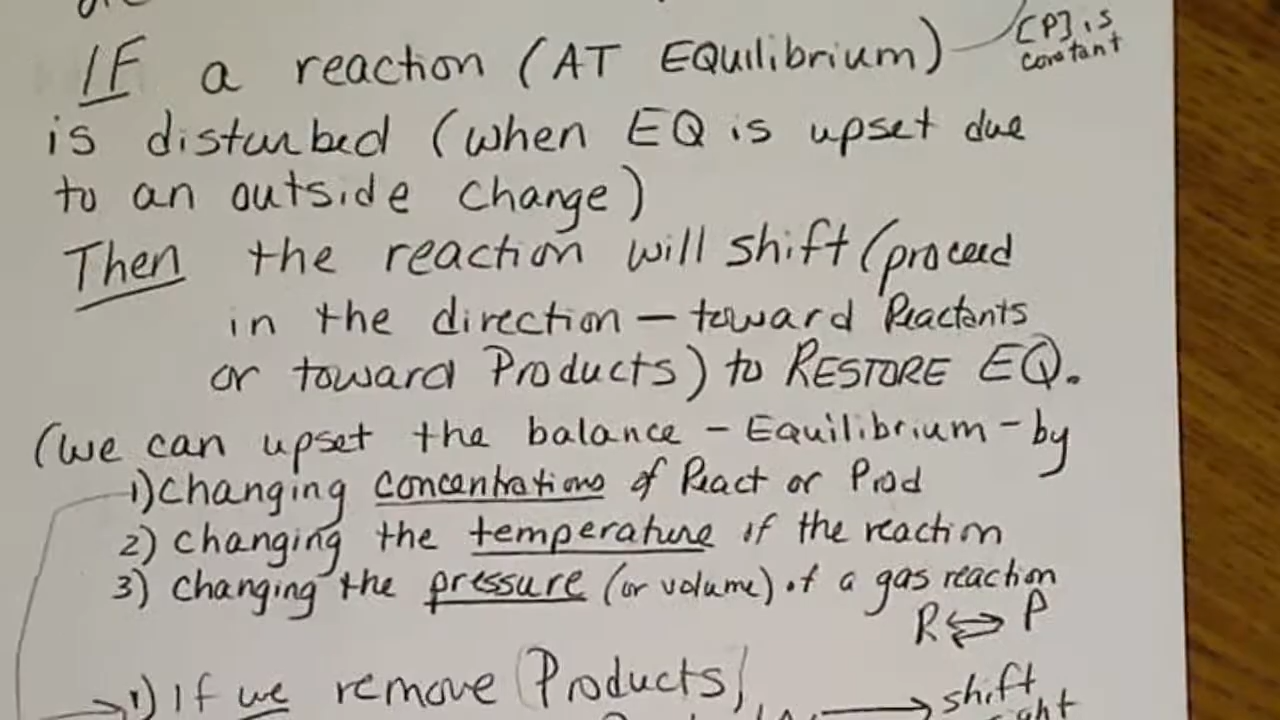 IF a reaction (AT EQuilibrium) [P] is constant
is disturbed (when EQ is upset due
to an outside change)
Then the reaction will shift (proceed
in the direction - toward Reactants
or toward Products) to RESTORE EQ.
(we can upset the balance - Equilibrium - by
1) changing concentrations of React or Prod
2) changing the temperature of the reaction
3) changing the pressure (or volume) of a gas reaction
R ⇔ P
→ 1) If we remove Products
→ shift